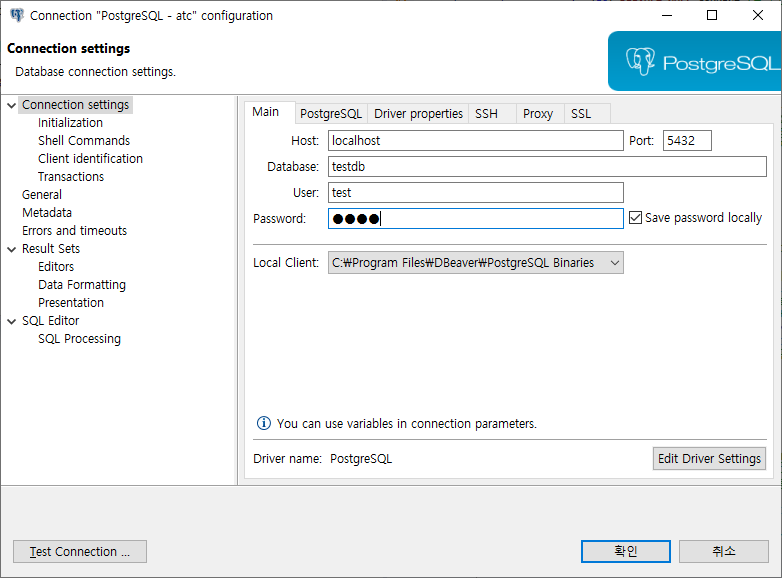 Connection "PostgreSQL - atc" configuration
Connection settings
Database connection settings.
PostgreSQL
Connection settings
Initialization
Shell Commands
Client identification
Transactions
General
Metadata
Errors and timeouts
Result Sets
Editors
Data Formatting
Presentation
SQL Editor
SQL Processing
Main PostgreSQL Driver properties SSH Proxy SSL
Host: localhost Port: 5432
Database: testdb
User: test
Password: ●●●● Save password locally
Local Client: C:₩Program Files₩DBeaver₩PostgreSQL Binaries
You can use variables in connection parameters.
Driver name: PostgreSQL Edit Driver Settings
Test Connection ... 확인 취소